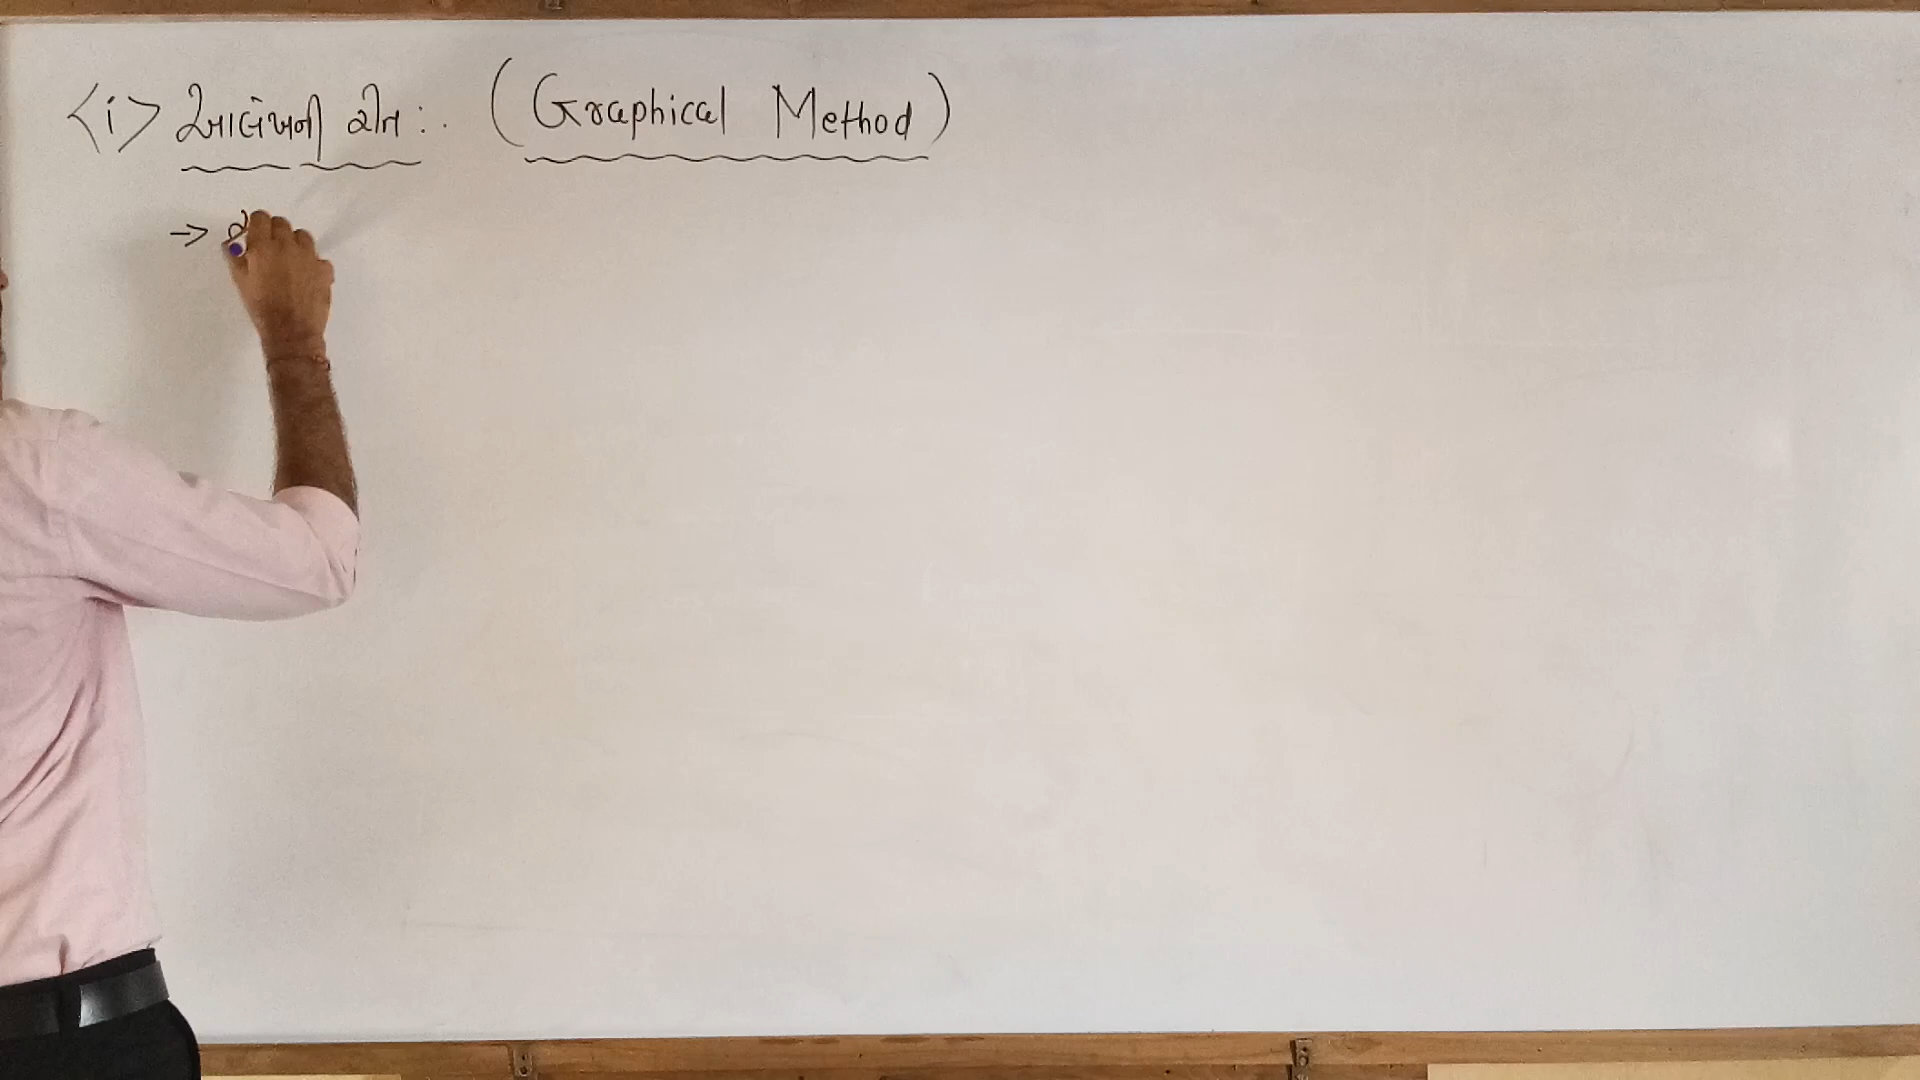 <i> આલેખની રીત :. (Graphical Method)
→